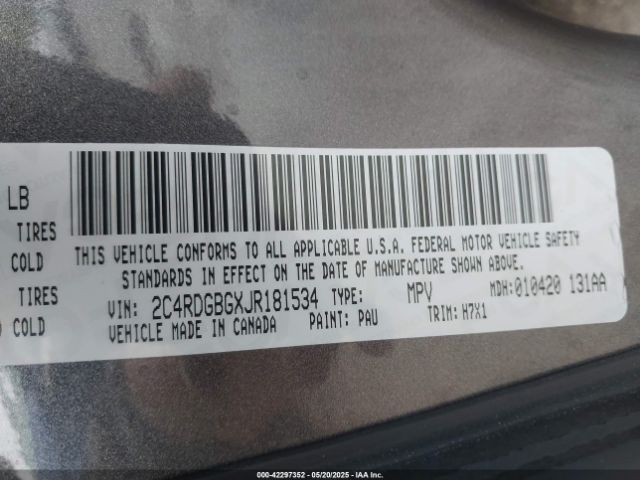 LB
TIRES
COLD
THIS VEHICLE CONFORMS TO ALL APPLICABLE U.S.A. FEDERAL MOTOR VEHICLE SAFETY
STANDARDS IN EFFECT ON THE DATE OF MANUFACTURE SHOWN ABOVE.
TIRES
COLD
VIN: 2C4RDGBGXJR181534 TYPE: MPV MDH: 010420 131AA
VEHICLE MADE IN CANADA PAINT: PAU TRIM: H7X1
000-42297352 | 05/20/2025 | IAAI.COM